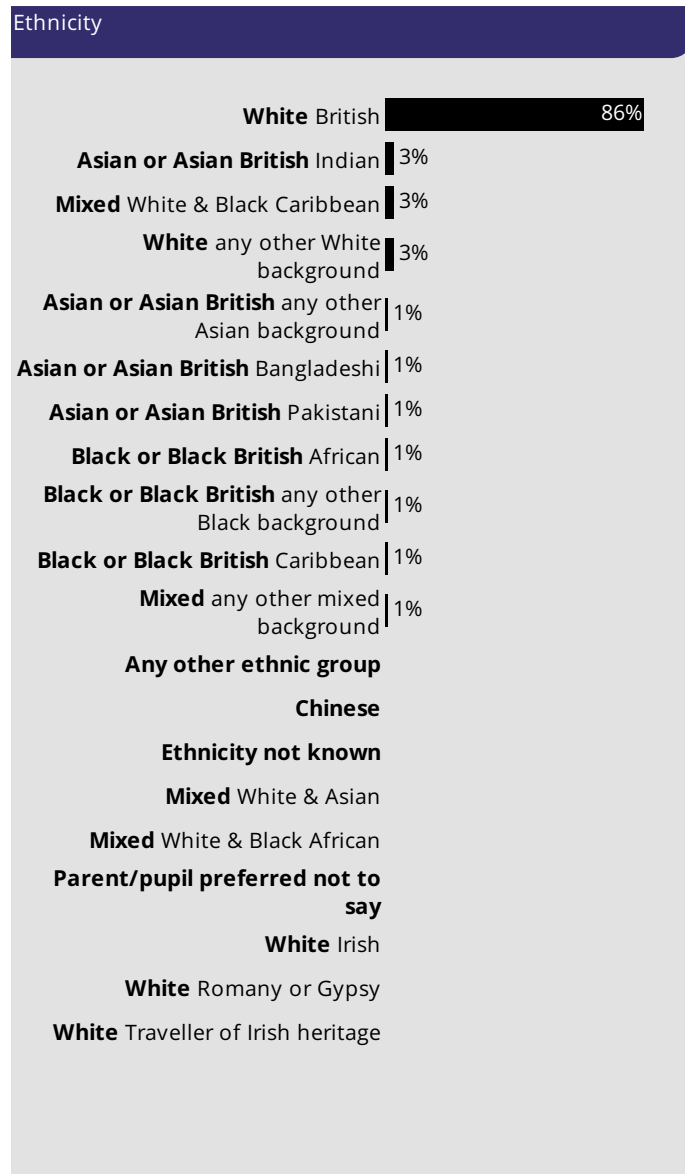 Ethnicity
White British 86%
Asian or Asian British Indian 3%
Mixed White & Black Caribbean 3%
White any other White
background 3%
Asian or Asian British any other
Asian background 1%
Asian or Asian British Bangladeshi 1%
Asian or Asian British Pakistani 1%
Black or Black British African 1%
Black or Black British any other
Black background 1%
Black or Black British Caribbean 1%
Mixed any other mixed
background 1%
Any other ethnic group
Chinese
Ethnicity not known
Mixed White & Asian
Mixed White & Black African
Parent/pupil preferred not to
say
White Irish
White Romany or Gypsy
White Traveller of Irish heritage